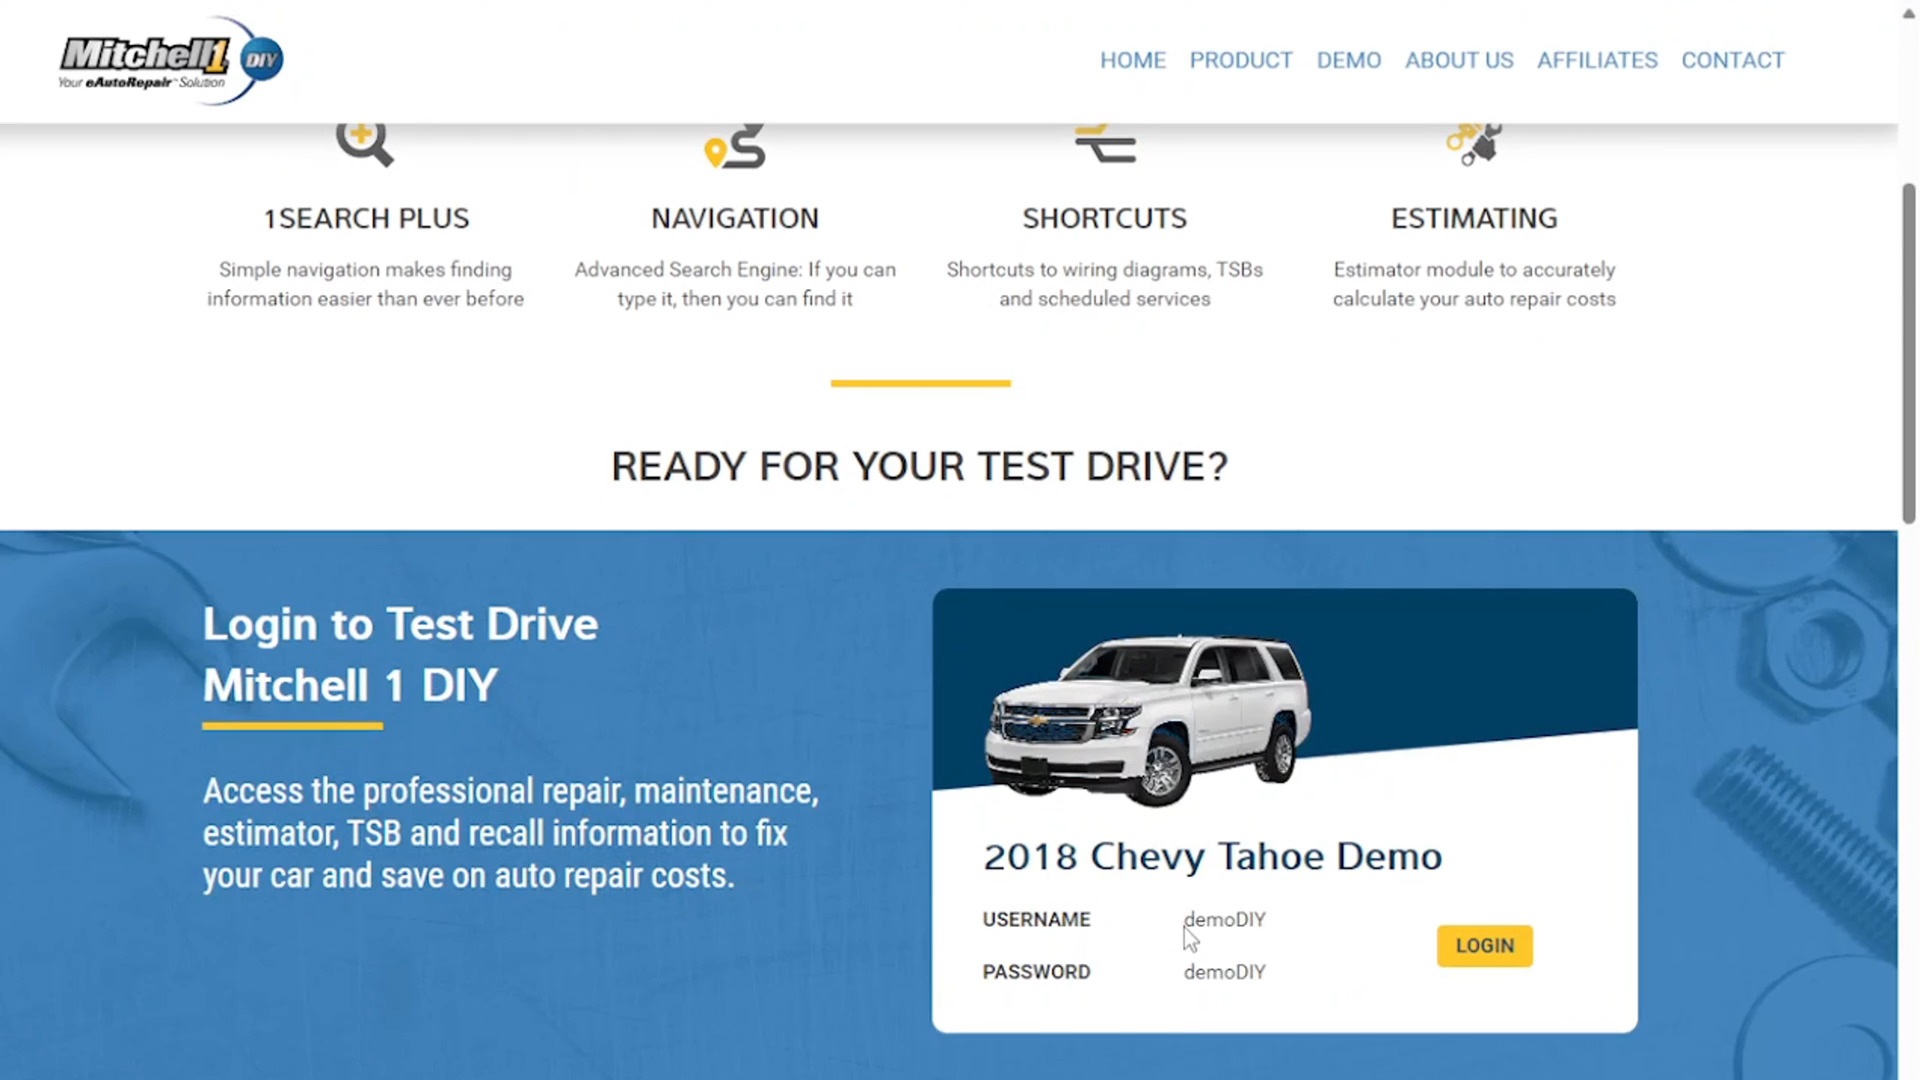 Mitchell1 DIY
Your eAutoRepair™ Solution
HOME PRODUCT DEMO ABOUT US AFFILIATES CONTACT
1SEARCH PLUS
Simple navigation makes finding
information easier than ever before
NAVIGATION
Advanced Search Engine: If you can
type it, then you can find it
SHORTCUTS
Shortcuts to wiring diagrams, TSBs
and scheduled services
ESTIMATING
Estimator module to accurately
calculate your auto repair costs
READY FOR YOUR TEST DRIVE?
Login to Test Drive
Mitchell 1 DIY
Access the professional repair, maintenance,
estimator, TSB and recall information to fix
your car and save on auto repair costs.
2018 Chevy Tahoe Demo
USERNAME demoDIY
PASSWORD demoDIY
LOGIN